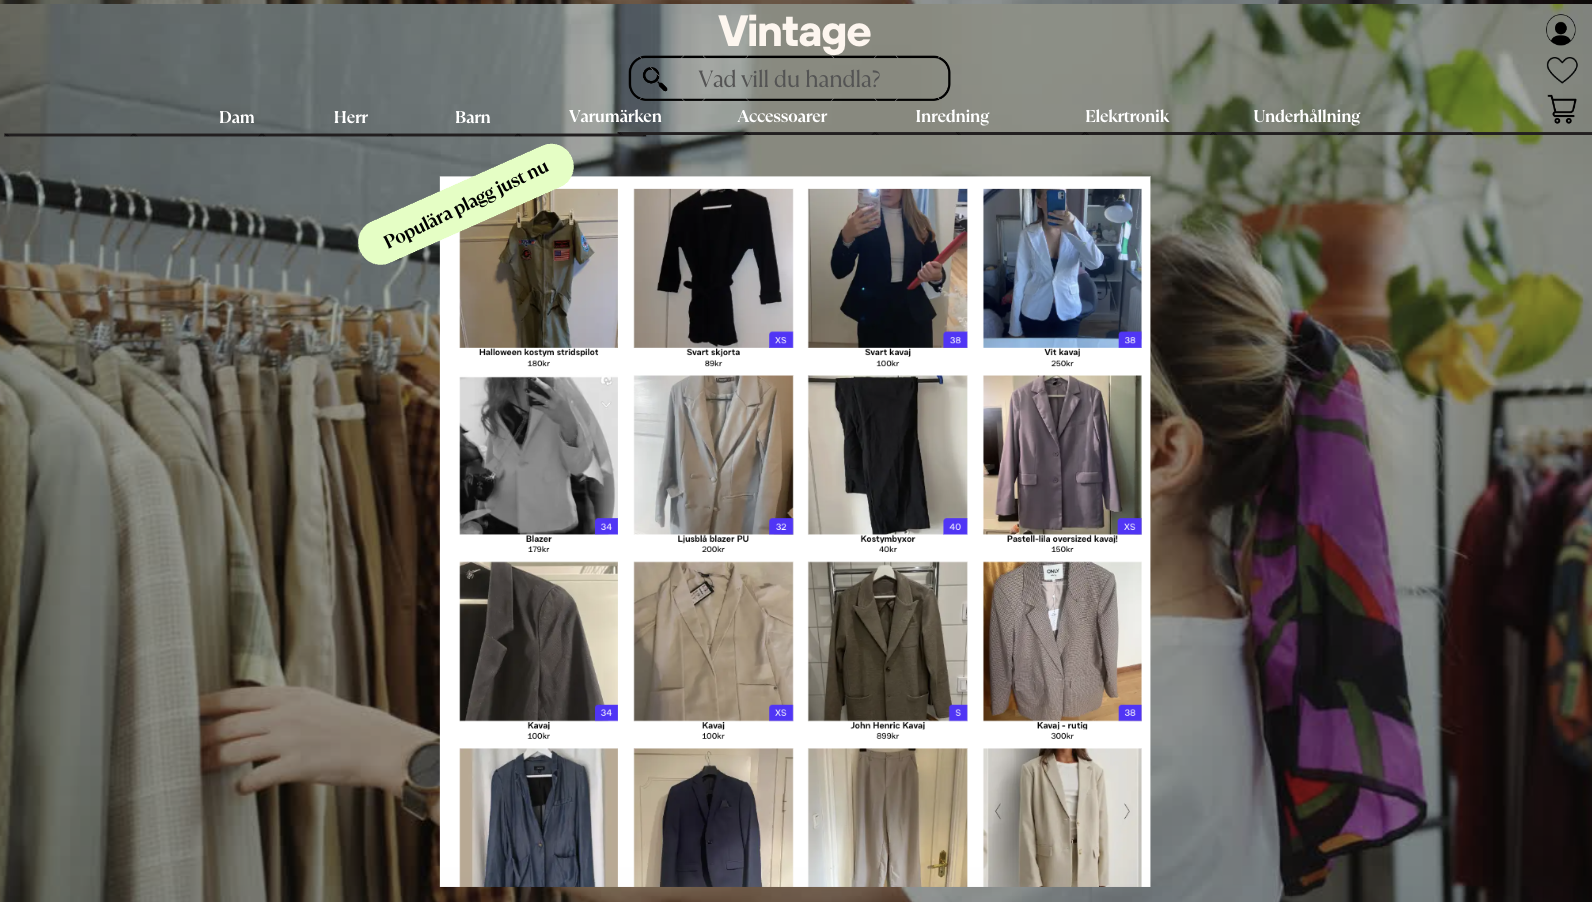 Vintage
Vad vill du handla?
Dam Herr Barn Varumärken Accessoarer Inredning Elekrtronik Underhållning
Populära plagg just nu
XS 38 38
Halloween kostym stridspilot Svart skjorta Svart kavaj Vit kavaj
180kr 89kr 100kr 250kr
34 32 40 XS
Blazer Ljusblå blazer PU Kostymbyxor Pastell-lila oversized kavaj!
179kr 200kr 40kr 150kr
ONLY
34 XS S 38
Kavaj Kavaj John Henric Kavaj Kavaj - rutig
100kr 100kr 899kr 300kr